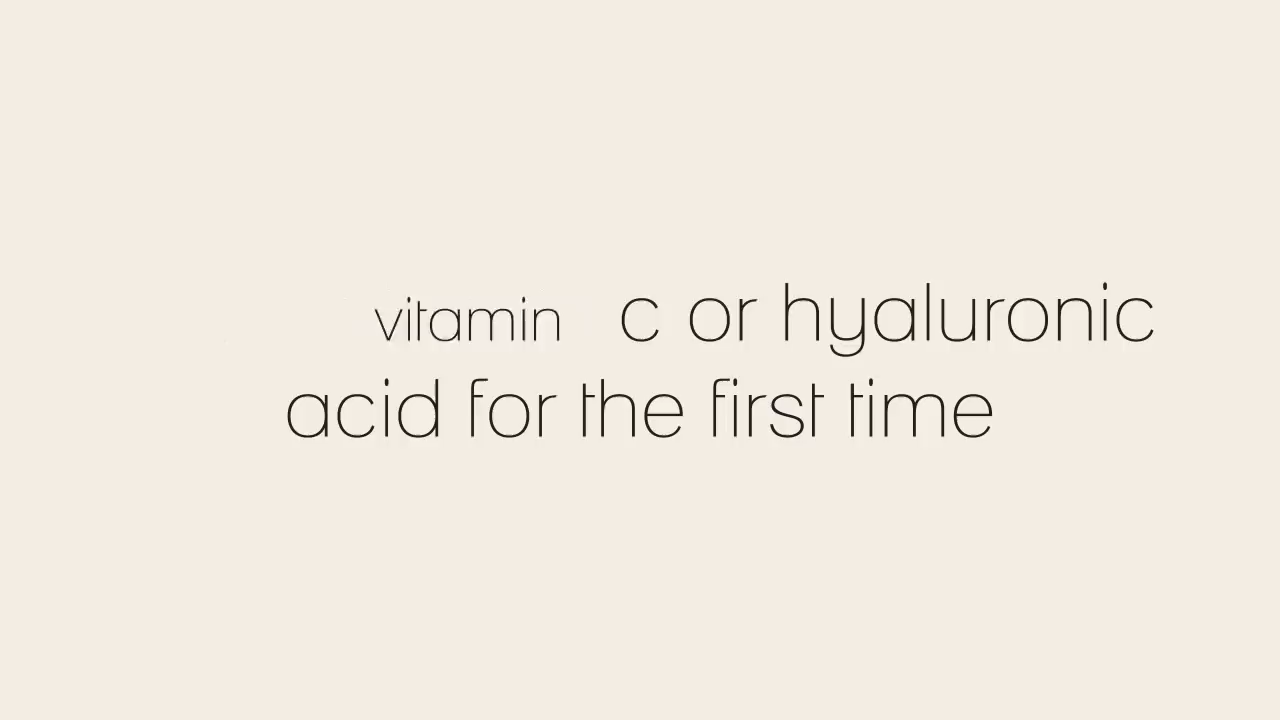 vitamin c or hyaluronic
acid for the first time